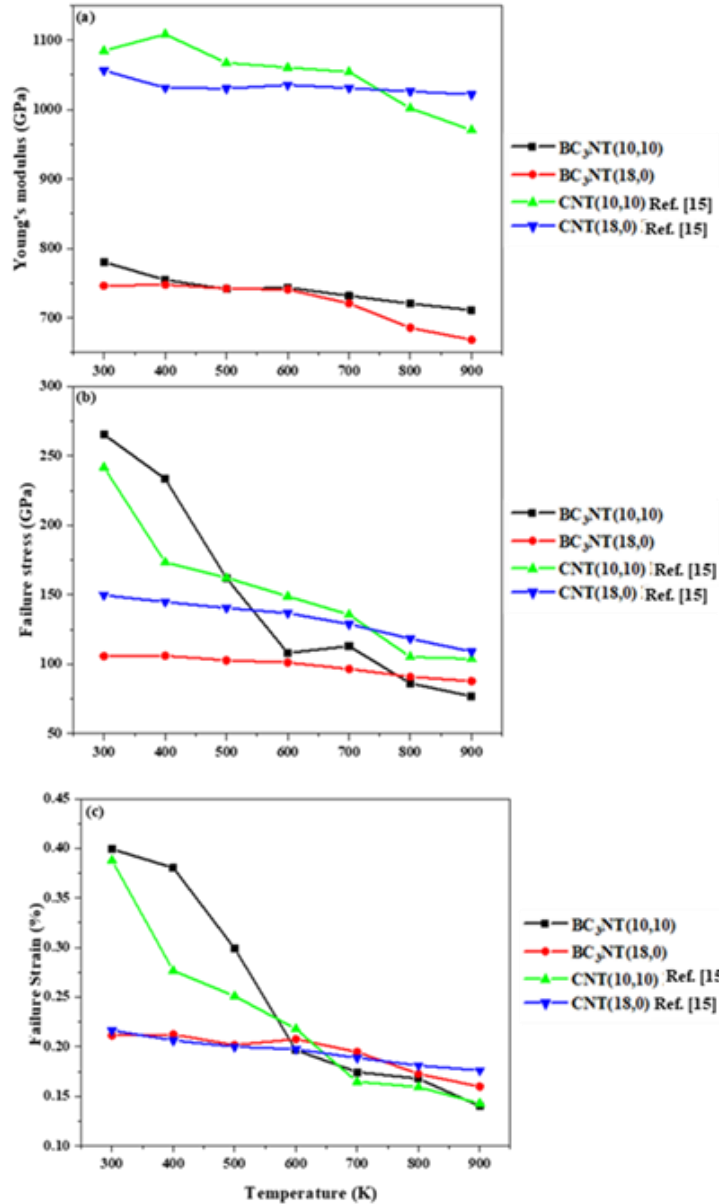 (a)
Young's modulus (GPa)
1100
1000
900
800
700
300 400 500 600 700 800 900
BC₃NT(10,10)
BC₃NT(18,0)
CNT(10,10) Ref. [15]
CNT(18,0) Ref. [15]
(b)
Failure stress (GPa)
300
250
200
150
100
50
300 400 500 600 700 800 900
BC₃NT(10,10)
BC₃NT(18,0)
CNT(10,10) Ref. [15]
CNT(18,0) Ref. [15]
(c)
Failure Strain (%)
0.45
0.40
0.35
0.30
0.25
0.20
0.15
0.10
300 400 500 600 700 800 900
Temperature (K)
BC₃NT(10,10)
BC₃NT(18,0)
CNT(10,10) Ref. [15
CNT(18,0) Ref. [15]